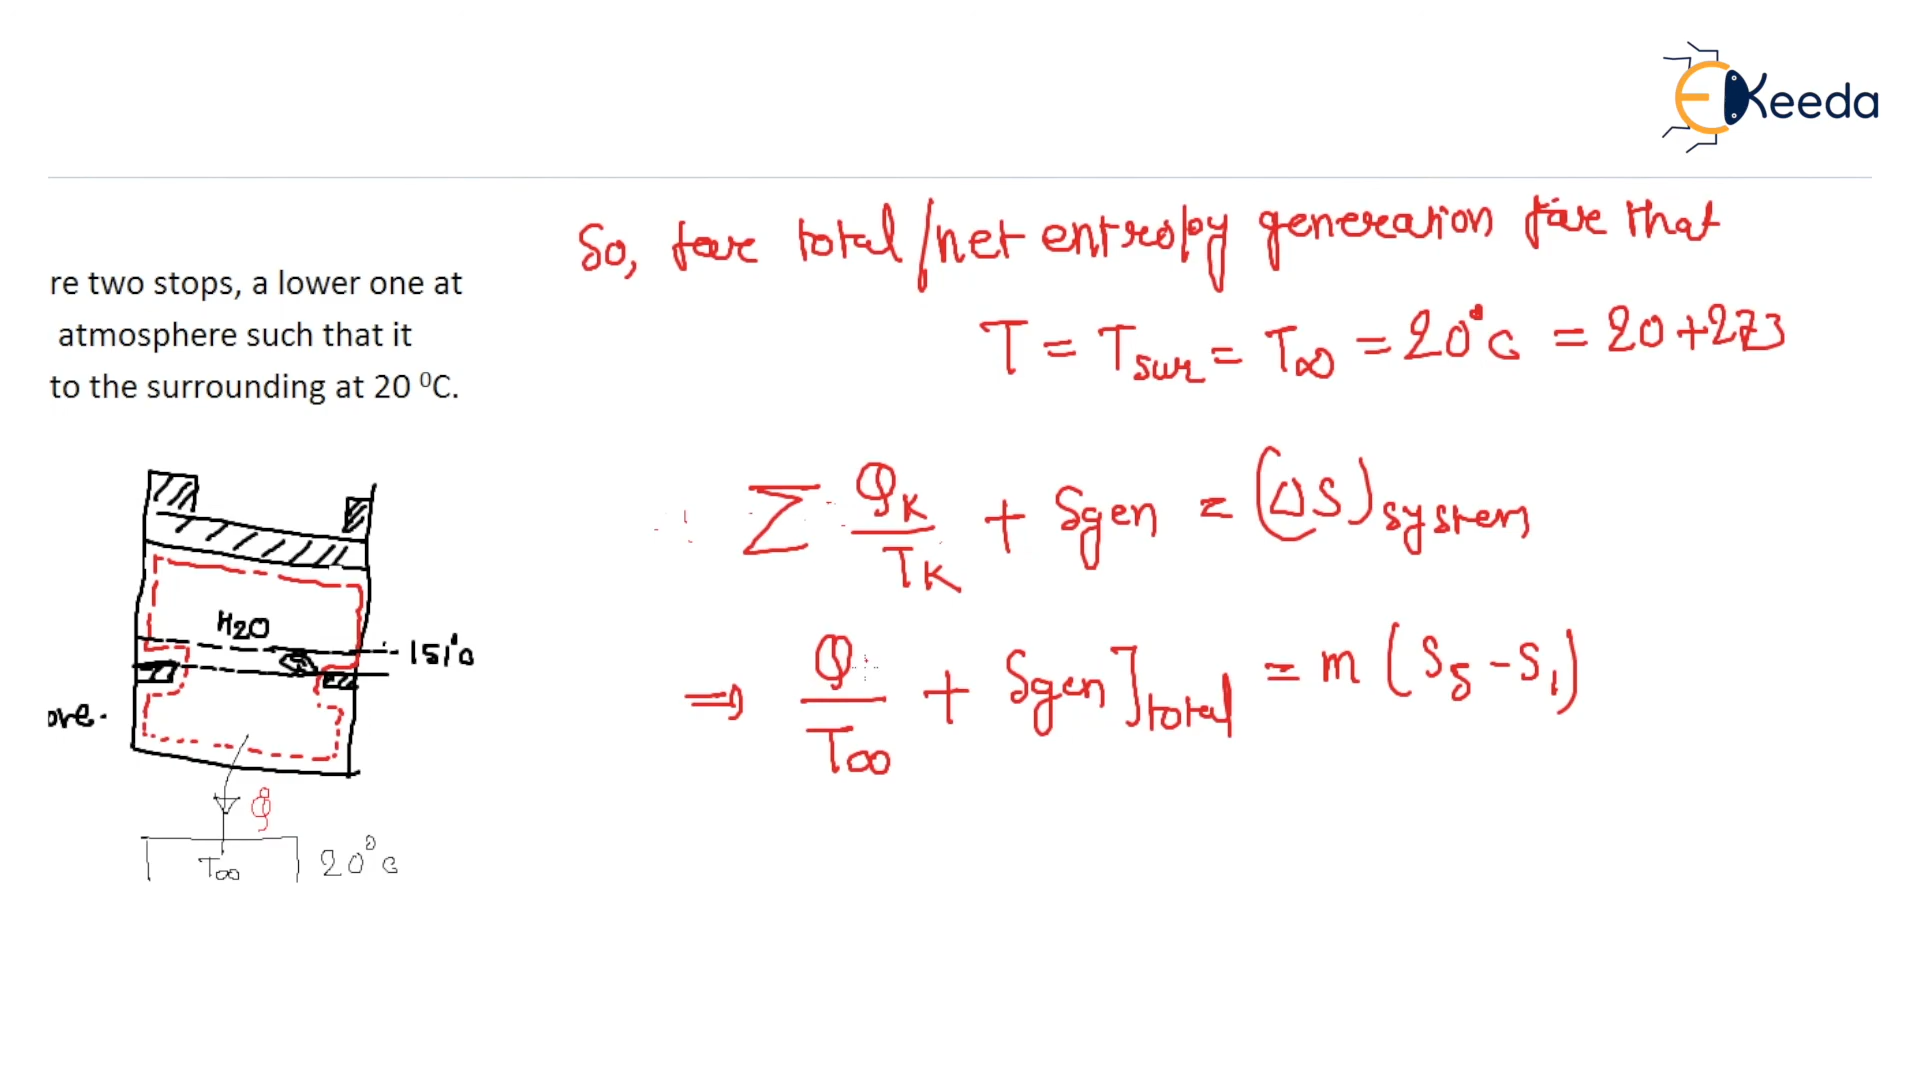 EKeeda
So, for total/net entropy generation for that
re two stops, a lower one at
atmosphere such that it
to the surrounding at 20 ⁰C.
T = Tsur = T∞ = 20°C = 20+273
Σ QK/TK + Sgen = (ΔS)system
H2O
151°C
⇒ Q/T∞ + Sgen]total = m (S5 - S1)
ore.
Q
T∞ 20°C